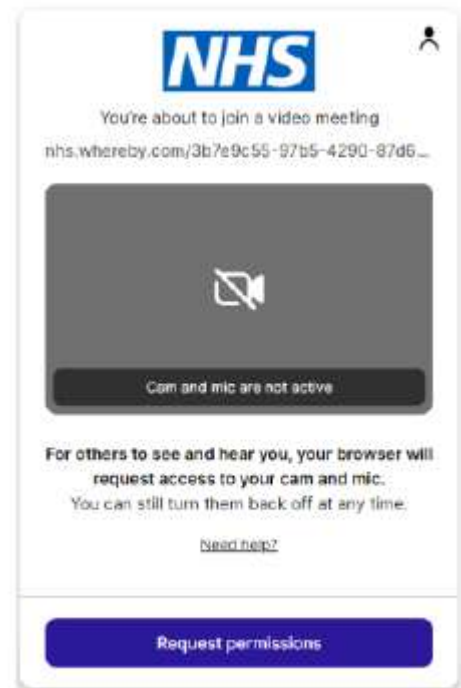 NHS
You're about to join a video meeting
nhs.whereby.com/3b7e9c55-97b5-4290-87d6...
Cam and mic are not active
For others to see and hear you, your browser will
request access to your cam and mic.
You can still turn them back off at any time.
Need help?
Request permissions